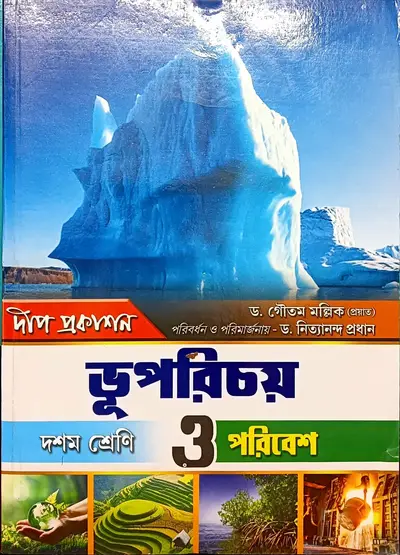 দীপ প্রকাশন
ড. গৌতম মল্লিক (প্রয়াত)
পরিবর্ধন ও পরিমার্জনায় - ড. নিত্যানন্দ প্রধান
ভূপরিচয়
দশম শ্রেণি ও পরিবেশ